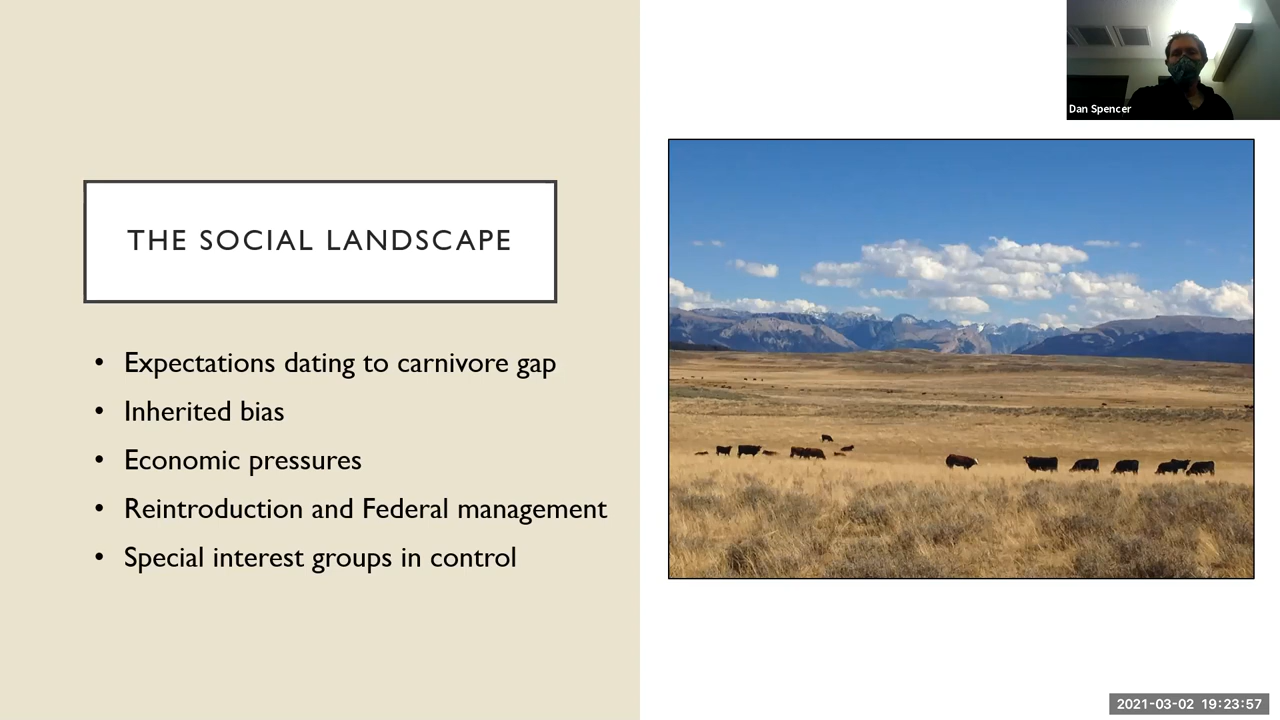 Dan Spencer
THE SOCIAL LANDSCAPE
• Expectations dating to carnivore gap
• Inherited bias
• Economic pressures
• Reintroduction and Federal management
• Special interest groups in control
2021-03-02 19:23:57